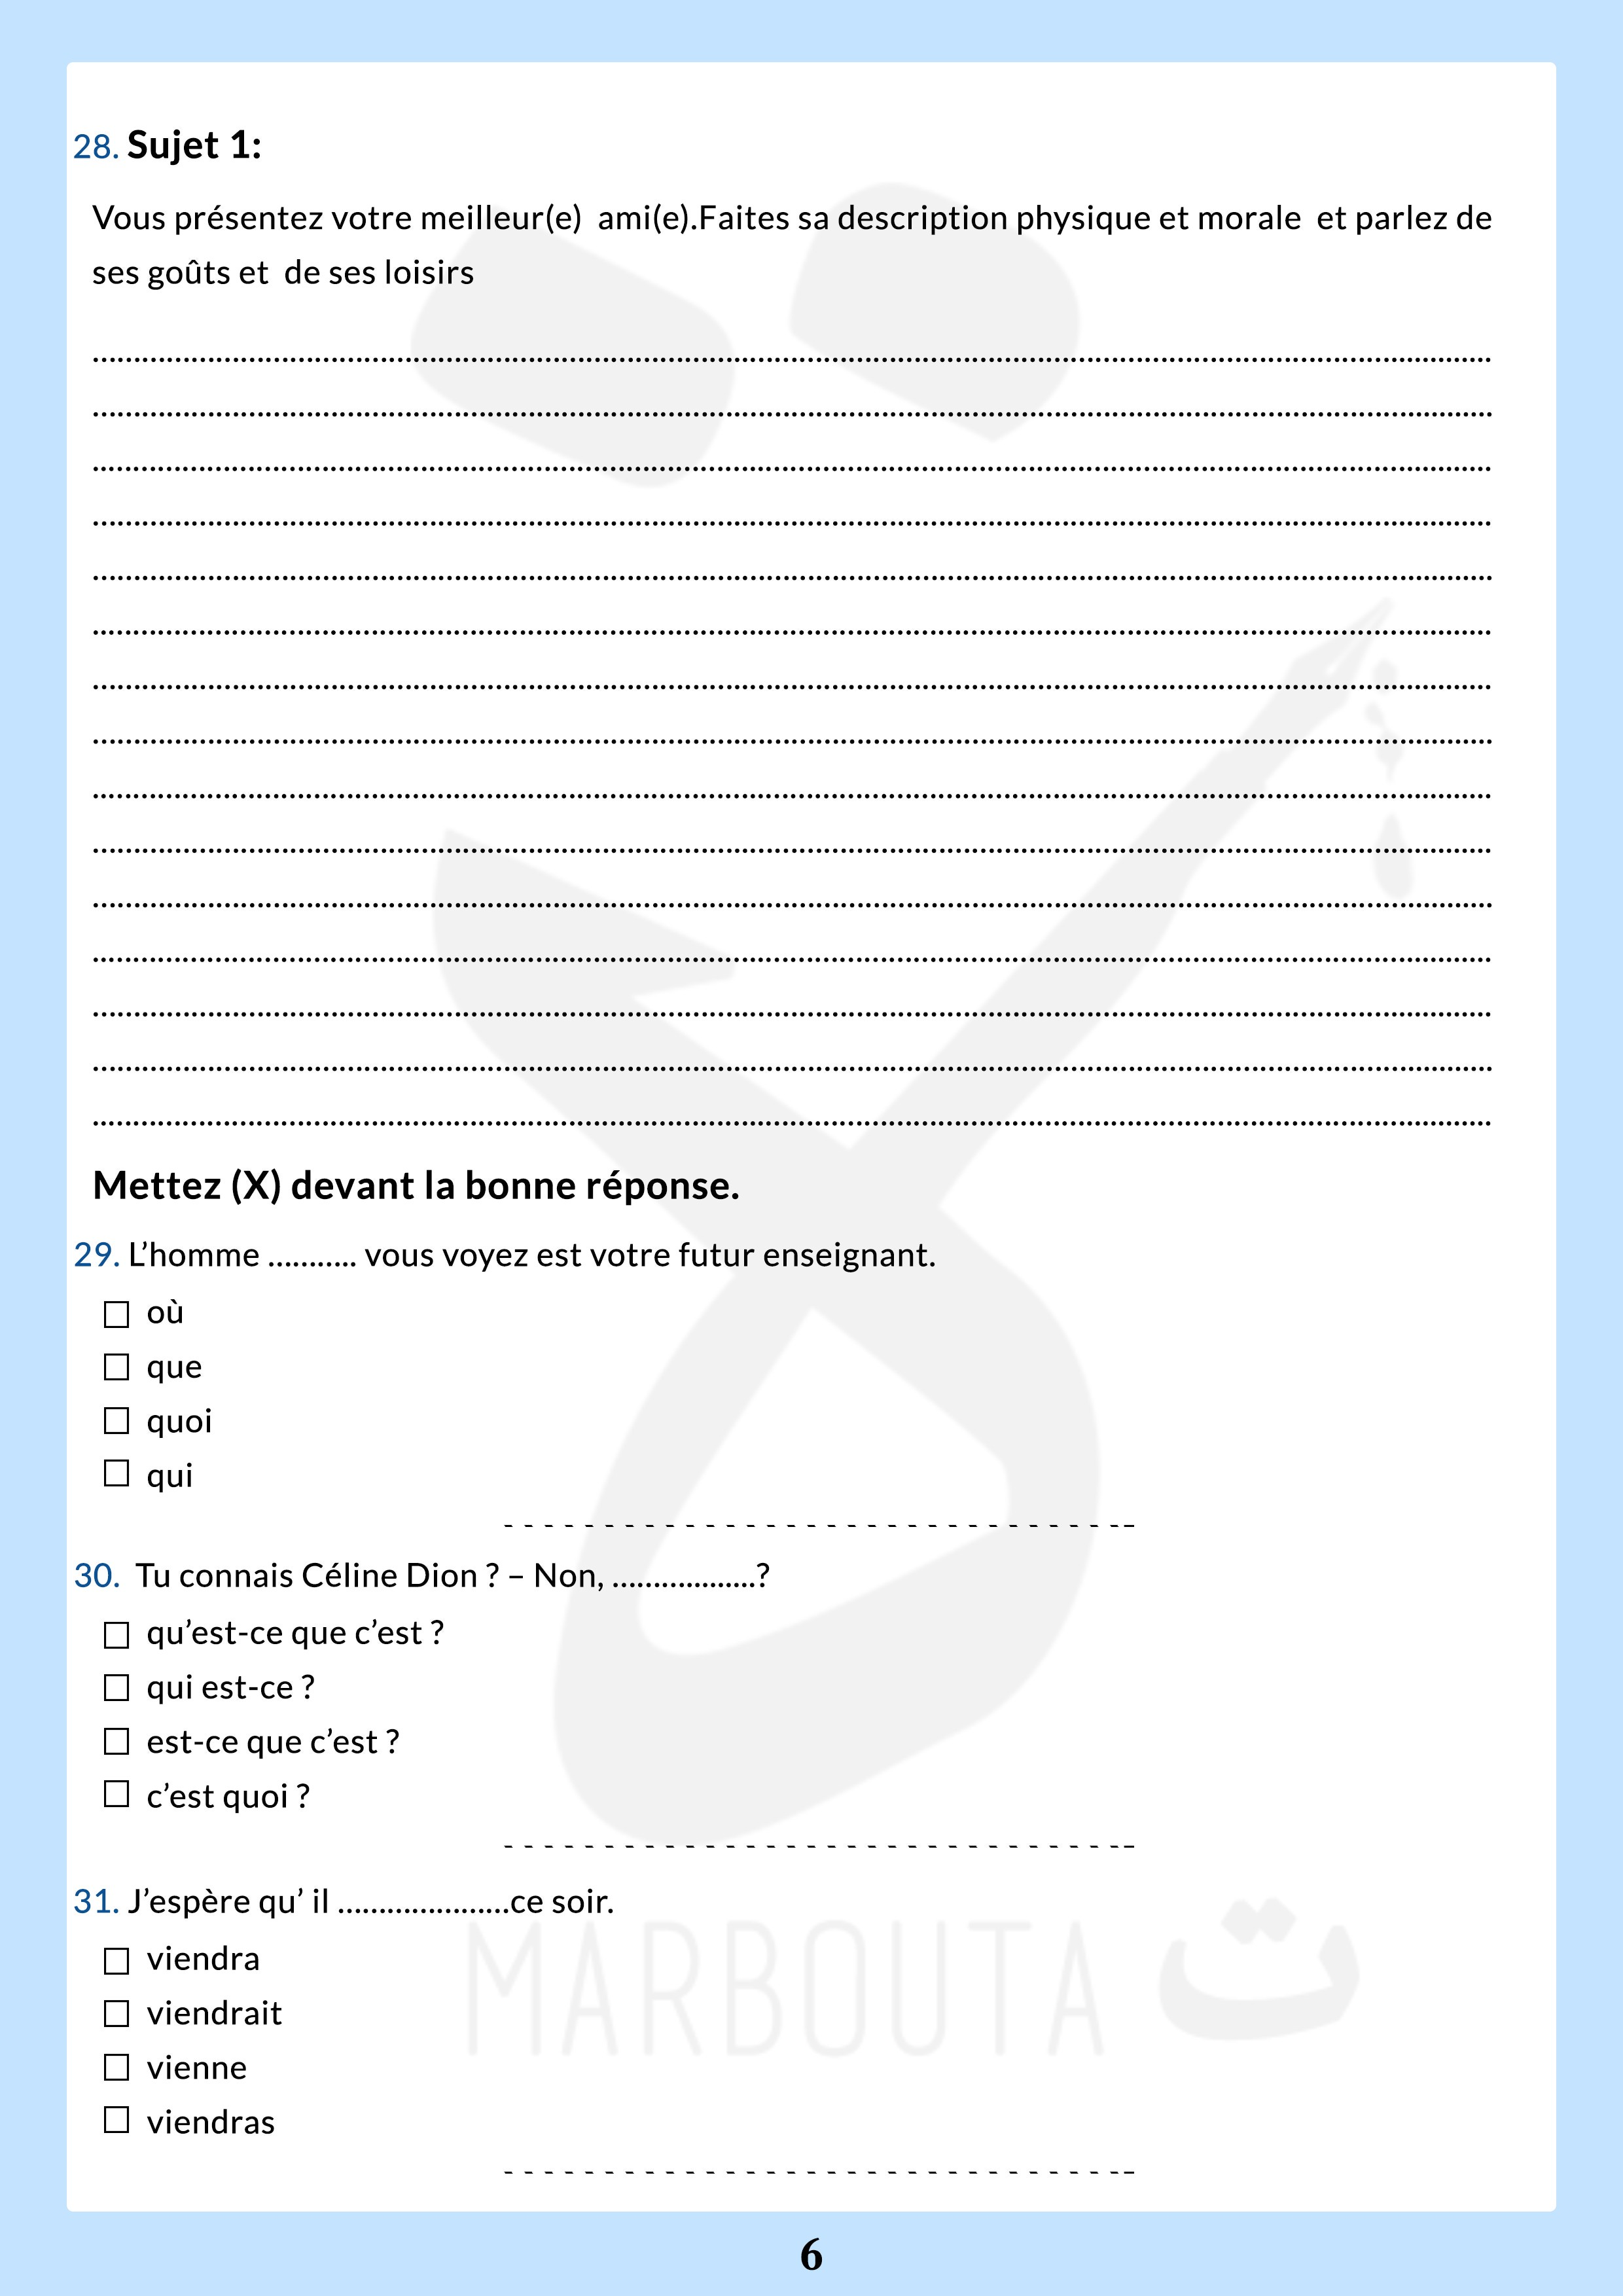 28. Sujet 1:
Vous présentez votre meilleur(e) ami(e).Faites sa description physique et morale et parlez de
ses goûts et de ses loisirs
Mettez (X) devant la bonne réponse.
29. L’homme ........... vous voyez est votre futur enseignant.
☐ où
☐ que
☐ quoi
☐ qui
30. Tu connais Céline Dion ? – Non, ..................?
☐ qu’est-ce que c’est ?
☐ qui est-ce ?
☐ est-ce que c’est ?
☐ c’est quoi ?
31. J’espère qu’ il .....................ce soir.
☐ viendra
☐ viendrait
☐ vienne
☐ viendras
MARBOUTA ت
6